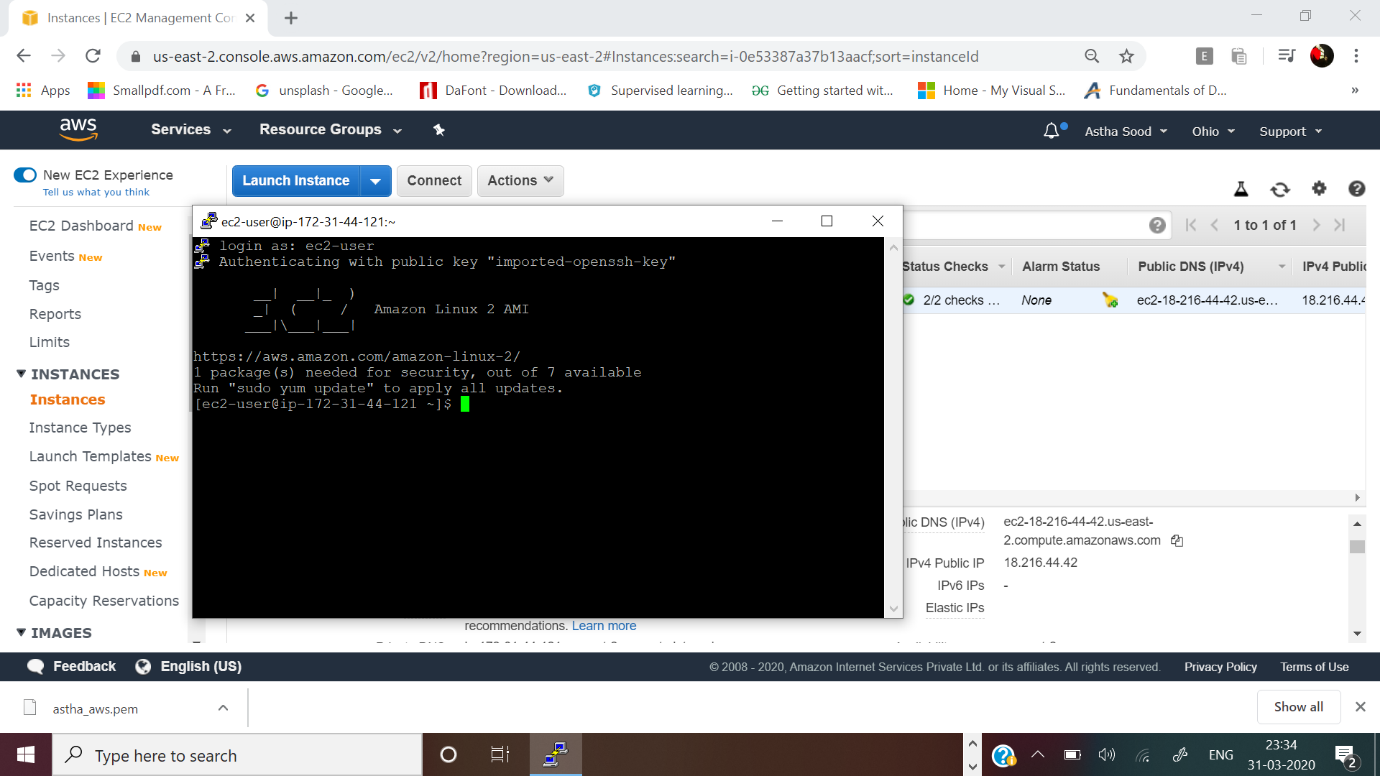 Instances | EC2 Management Con
us-east-2.console.aws.amazon.com/ec2/v2/home?region=us-east-2#Instances:search=i-0e53387a37b13aacf;sort=instanceId
Apps
Smallpdf.com - A Fr...
unsplash - Google...
DaFont - Download...
Supervised learning...
Getting started wit...
Home - My Visual S...
Fundamentals of D...
»
aws
Services
Resource Groups
Astha Sood
Ohio
Support
New EC2 Experience
Tell us what you think
Launch Instance
Connect
Actions
EC2 Dashboard New
Events New
Tags
Reports
Limits
INSTANCES
Instances
Instance Types
Launch Templates New
Spot Requests
Savings Plans
Reserved Instances
Dedicated Hosts New
Capacity Reservations
IMAGES
ec2-user@ip-172-31-44-121:~
login as: ec2-user
Authenticating with public key "imported-openssh-key"
__|  __|_  )
_|  (     /   Amazon Linux 2 AMI
___|\___|___|
https://aws.amazon.com/amazon-linux-2/
1 package(s) needed for security, out of 7 available
Run "sudo yum update" to apply all updates.
[ec2-user@ip-172-31-44-121 ~]$
1 to 1 of 1
Status Checks
Alarm Status
Public DNS (IPv4)
IPv4 Public
2/2 checks ...
None
ec2-18-216-44-42.us-e...
18.216.44.4
blic DNS (IPv4)
ec2-18-216-44-42.us-east-
2.compute.amazonaws.com
IPv4 Public IP
18.216.44.42
IPv6 IPs
-
Elastic IPs
recommendations. Learn more
Feedback
English (US)
© 2008 - 2020, Amazon Internet Services Private Ltd. or its affiliates. All rights reserved.
Privacy Policy
Terms of Use
astha_aws.pem
Show all
Type here to search
ENG
23:34
31-03-2020
2